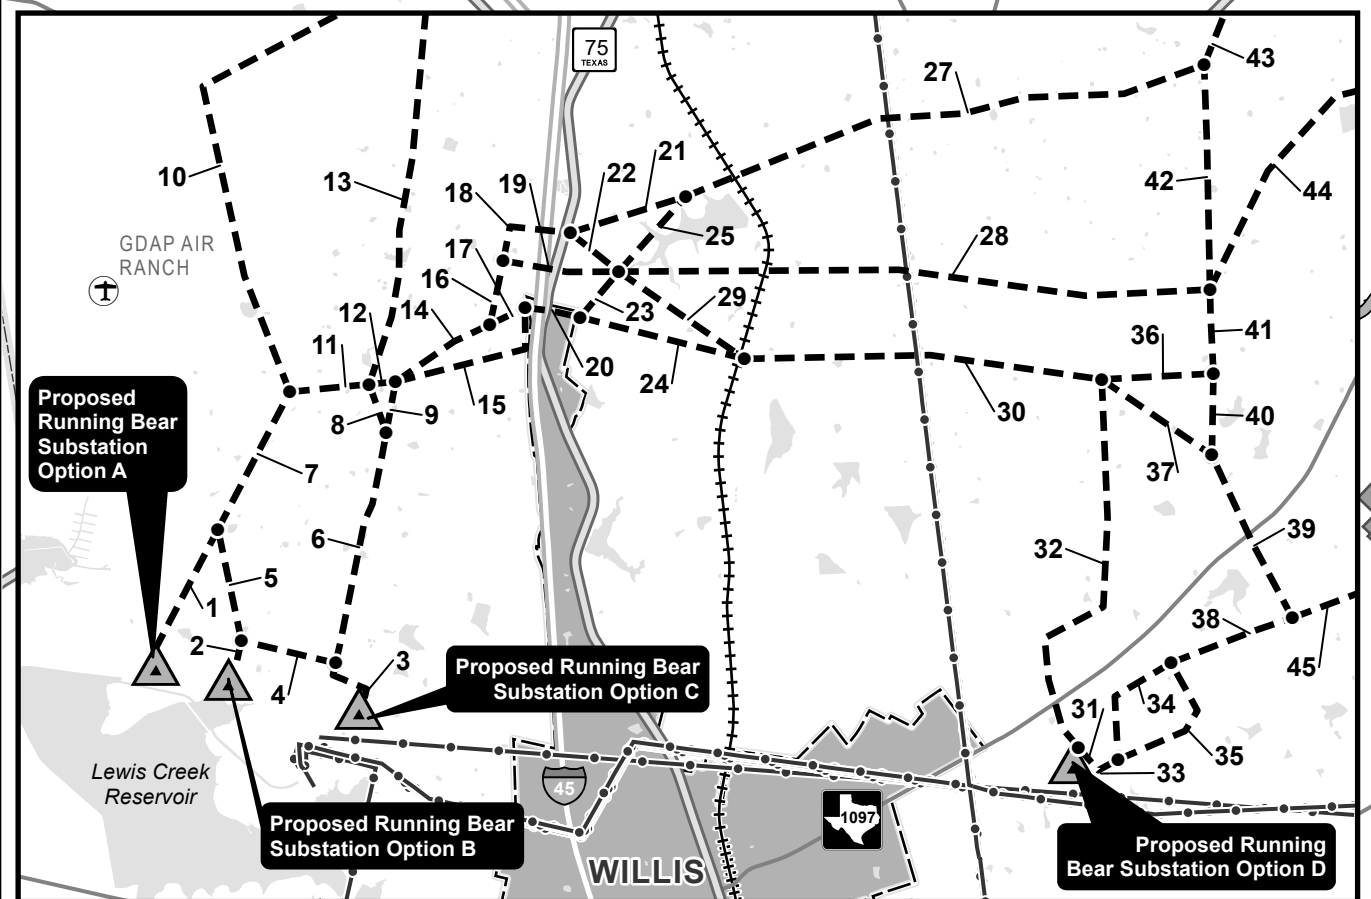 75
TEXAS
27
43
10
13
21
22
19
18
42
44
GDAP AIR
RANCH
17
25
28
16
12
14
29
23
11
36
41
20
24
Proposed
Running Bear
Substation
Option A
8
9
15
30
40
37
7
6
32
39
5
1
2
38
45
4
3
Proposed Running Bear
Substation Option C
31
34
35
33
Lewis Creek
Reservoir
45
1097
Proposed Running Bear
Substation Option B
WILLIS
Proposed Running
Bear Substation Option D